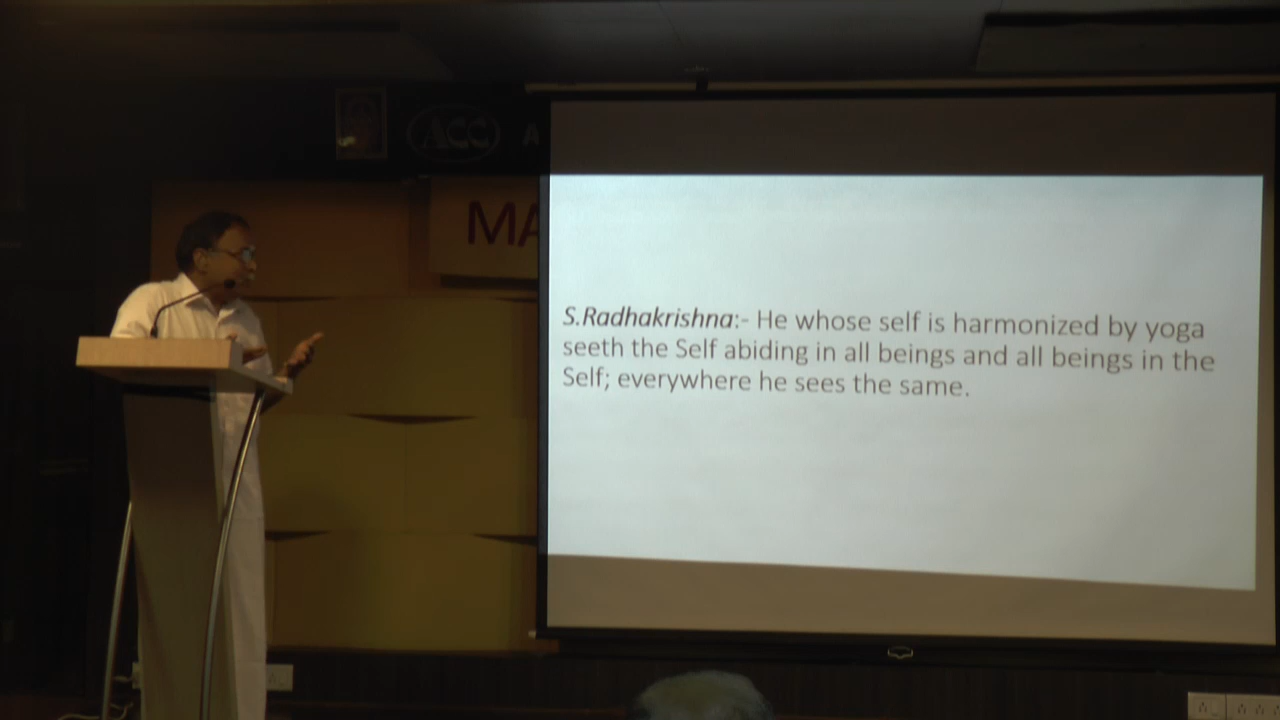 ACC
A
MA
S.Radhakrishna:- He whose self is harmonized by yoga
seeth the Self abiding in all beings and all beings in the
Self; everywhere he sees the same.